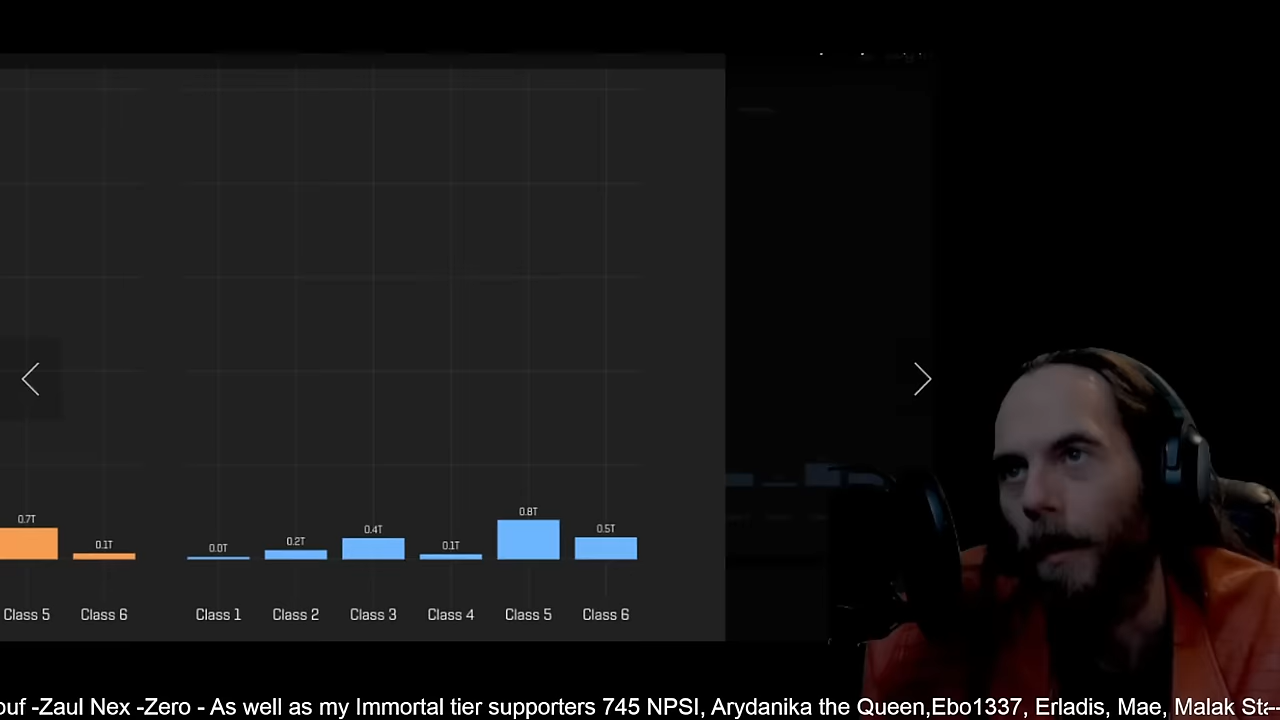 0.7T
0.1T
0.0T
0.2T
0.4T
0.1T
0.8T
0.5T
Class 5 Class 6 Class 1 Class 2 Class 3 Class 4 Class 5 Class 6
ouf -Zaul Nex -Zero - As well as my Immortal tier supporters 745 NPSI, Arydanika the Queen,Ebo1337, Erladis, Mae, Malak